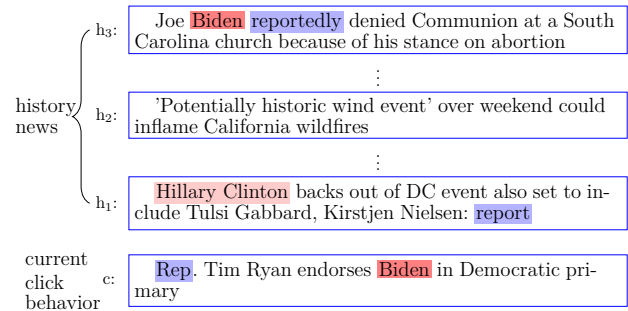 h3: Joe Biden reportedly denied Communion at a South
Carolina church because of his stance on abortion
⋮
history
news
h2: 'Potentially historic wind event' over weekend could
inflame California wildfires
⋮
h1: Hillary Clinton backs out of DC event also set to in-
clude Tulsi Gabbard, Kirstjen Nielsen: report
current
click
behavior
c: Rep. Tim Ryan endorses Biden in Democratic pri-
mary